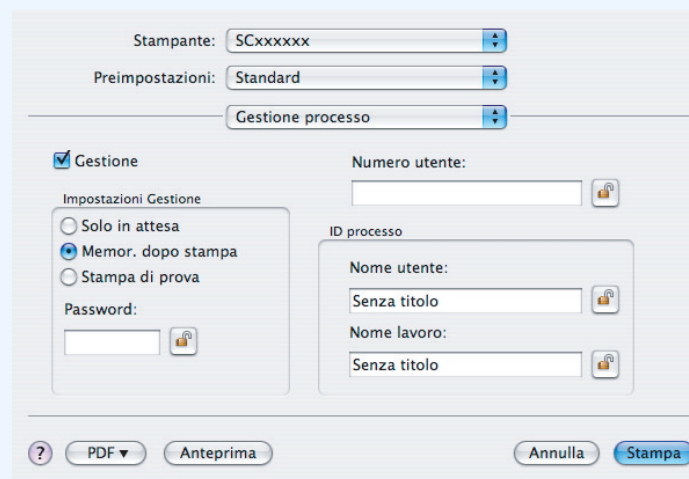 Stampante: SCxxxxxx
Preimpostazioni: Standard
Gestione processo
Gestione
Impostazioni Gestione
Solo in attesa
Memor. dopo stampa
Stampa di prova
Password:
Numero utente:
ID processo
Nome utente:
Senza titolo
Nome lavoro:
Senza titolo
? PDF Anteprima Annulla Stampa